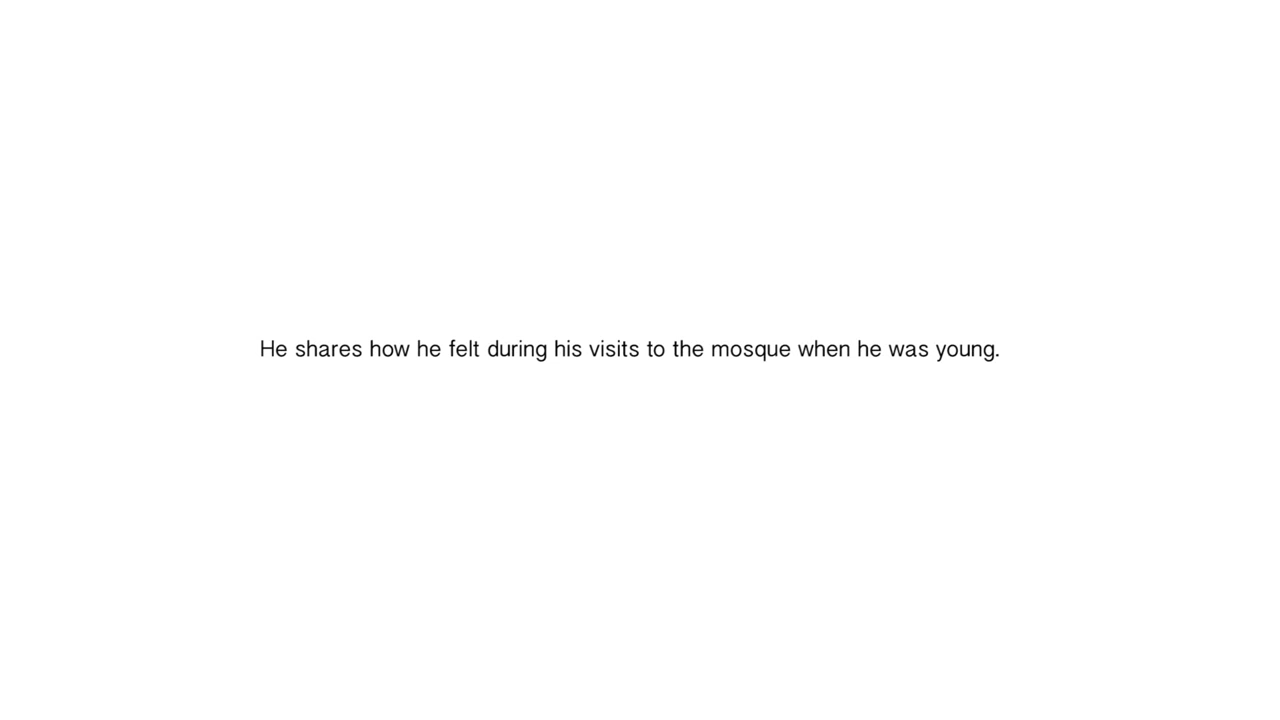 He shares how he felt during his visits to the mosque when he was young.